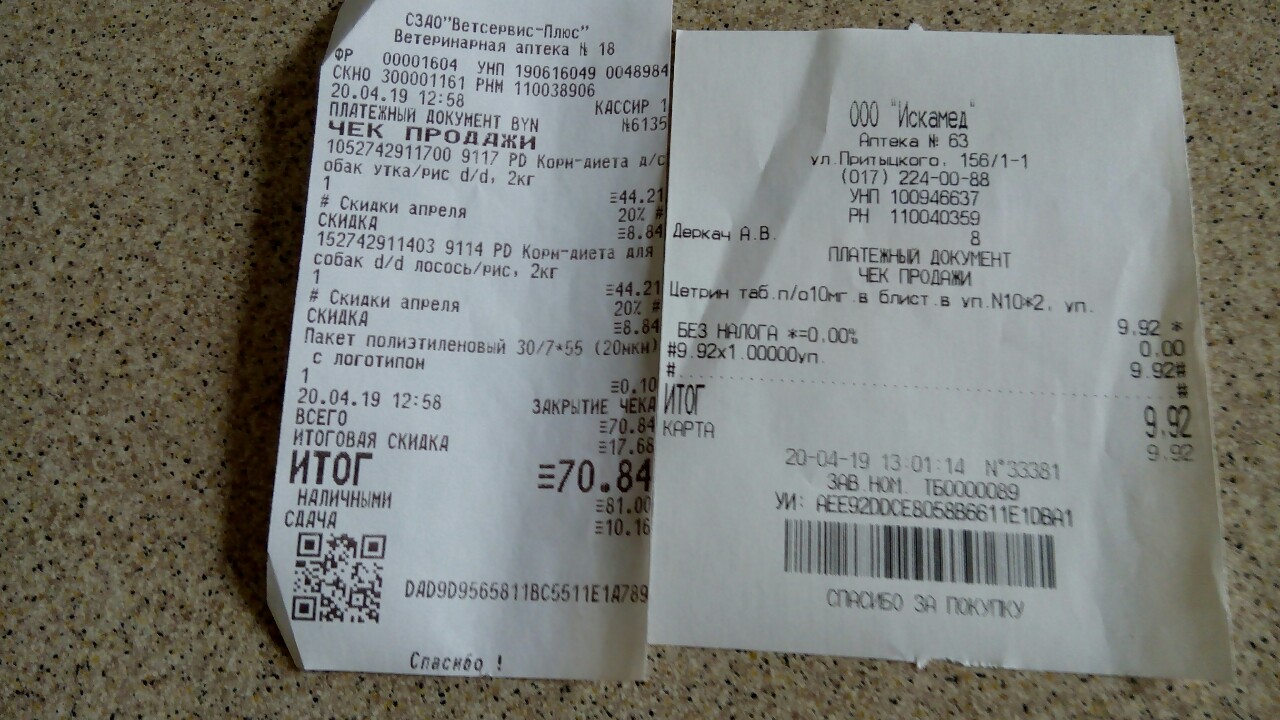 СЗАО"Ветсервис-Плюс"
Ветеринарная аптека № 18
ФР 00001604 УНП 190616049 0048984
СКНО 300001161 РНМ 110038906
20.04.19 12:58 КАССИР 1
ПЛАТЕЖНЫЙ ДОКУМЕНТ BYN №6135
ЧЕК ПРОДАЖИ
1052742911700 9117 PD Корм-диета д/с
обак утка/рис d/d, 2кг
1 ≡44.21
# Скидки апреля 20% #
СКИДКА ≡8.84
152742911403 9114 PD Корм-диета для
собак d/d лосось/рис, 2кг
1 ≡44.21
# Скидки апреля 20% #
СКИДКА ≡8.84
Пакет полиэтиленовый 30/7*55 (20мкм)
с логотипом
1 ≡0.10
20.04.19 12:58 ЗАКРЫТИЕ ЧЕКА
ВСЕГО ≡70.84
ИТОГОВАЯ СКИДКА ≡17.68
ИТОГ ≡70.84
НАЛИЧНЫМИ ≡81.00
СДАЧА ≡10.16
DAD9D9565811BC5511E1A789
Спасибо !
ООО "Искамед"
Аптека № 63
ул.Притыцкого, 156/1-1
(017) 224-00-88
УНП 100946637
РН 110040359
Деркач А.В. 8
ПЛАТЕЖНЫЙ ДОКУМЕНТ
ЧЕК ПРОДАЖИ
Цетрин таб.п/о10мг.в блист.в уп.N10*2, уп.
9.92 *
БЕЗ НАЛОГА *=0.00% 0.00
#9.92x1.00000уп. 9.92#
# #
ИТОГ 9.92
КАРТА 9.92
20-04-19 13:01:14 N°33381
ЗАВ.НОМ. ТБ0000089
УИ: AEE92DDCE8058B6611E1DBA1
СПАСИБО ЗА ПОКУПКУ